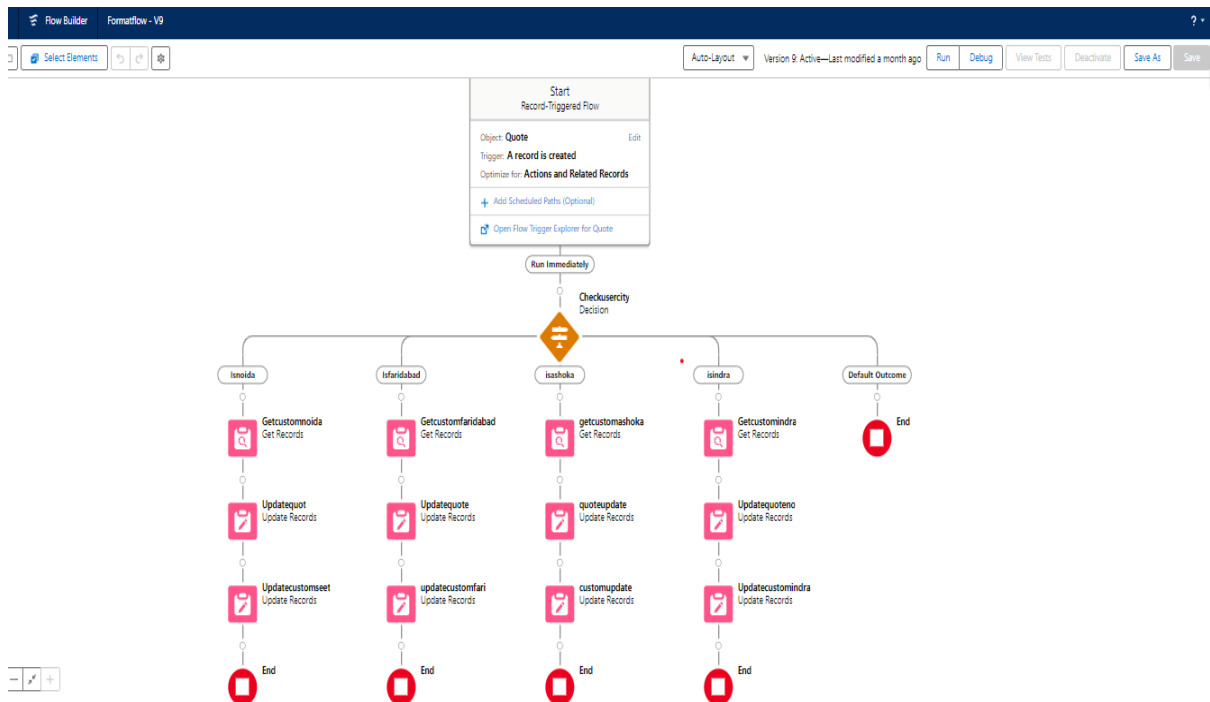 Flow Builder Formatflow - V9 ?
Select Elements Auto-Layout Version 9: Active—Last modified a month ago Run Debug View Tests Deactivate Save As Save
Start
Record-Triggered Flow
Object: Quote Edit
Trigger: A record is created
Optimize for: Actions and Related Records
+ Add Scheduled Paths (Optional)
Open Flow Trigger Explorer for Quote
Run Immediately
Checkusercity
Decision
Isnoida Isfaridabad isashoka isindra Default Outcome
Getcustomnoida Getcustomfaridabad getcustomashoka Getcustomindra End
Get Records Get Records Get Records Get Records
Updatequot Updatequote quoteupdate Updatequoteno
Update Records Update Records Update Records Update Records
Updatecustomseet updatecustomfari customupdate Updatecustomindra
Update Records Update Records Update Records Update Records
End End End End